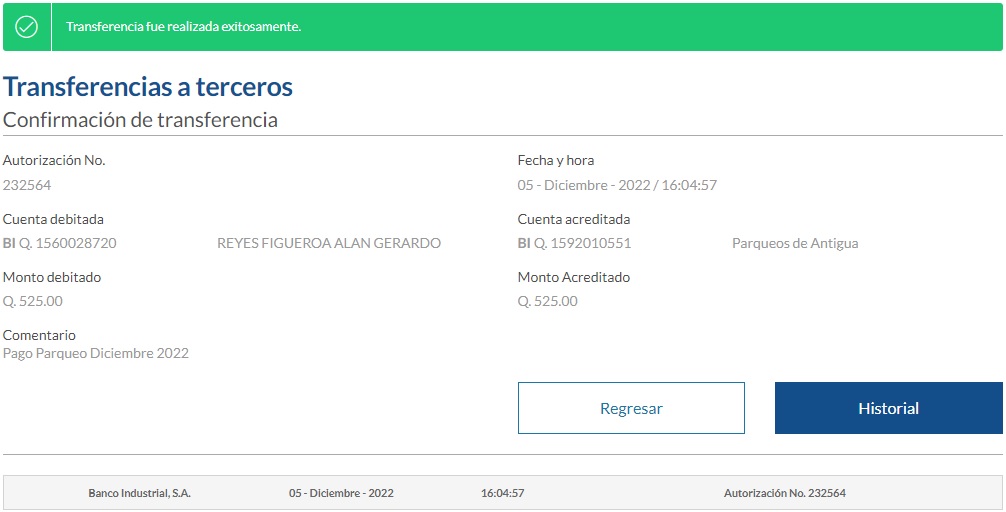 Transferencia fue realizada exitosamente.
Transferencias a terceros
Confirmación de transferencia
Autorización No. Fecha y hora
232564 05 - Diciembre - 2022 / 16:04:57
Cuenta debitada Cuenta acreditada
BI Q. 1560028720 REYES FIGUEROA ALAN GERARDO BI Q. 1592010551 Parqueos de Antigua
Monto debitado Monto Acreditado
Q. 525.00 Q. 525.00
Comentario
Pago Parqueo Diciembre 2022
Regresar Historial
Banco Industrial, S.A. 05 - Diciembre - 2022 16:04:57 Autorización No. 232564